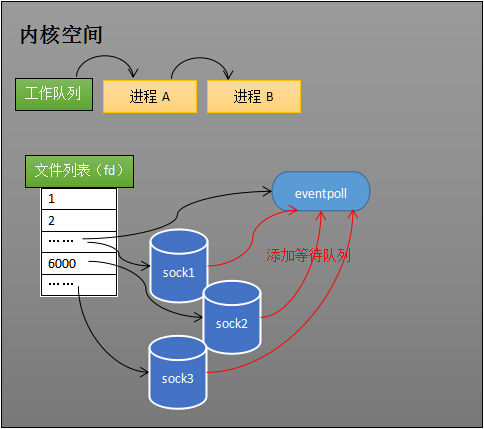 内核空间
工作队列
进程 A
进程 B
文件列表（fd）
1
2
……
6000
……
eventpoll
添加等待队列
sock1
sock2
sock3